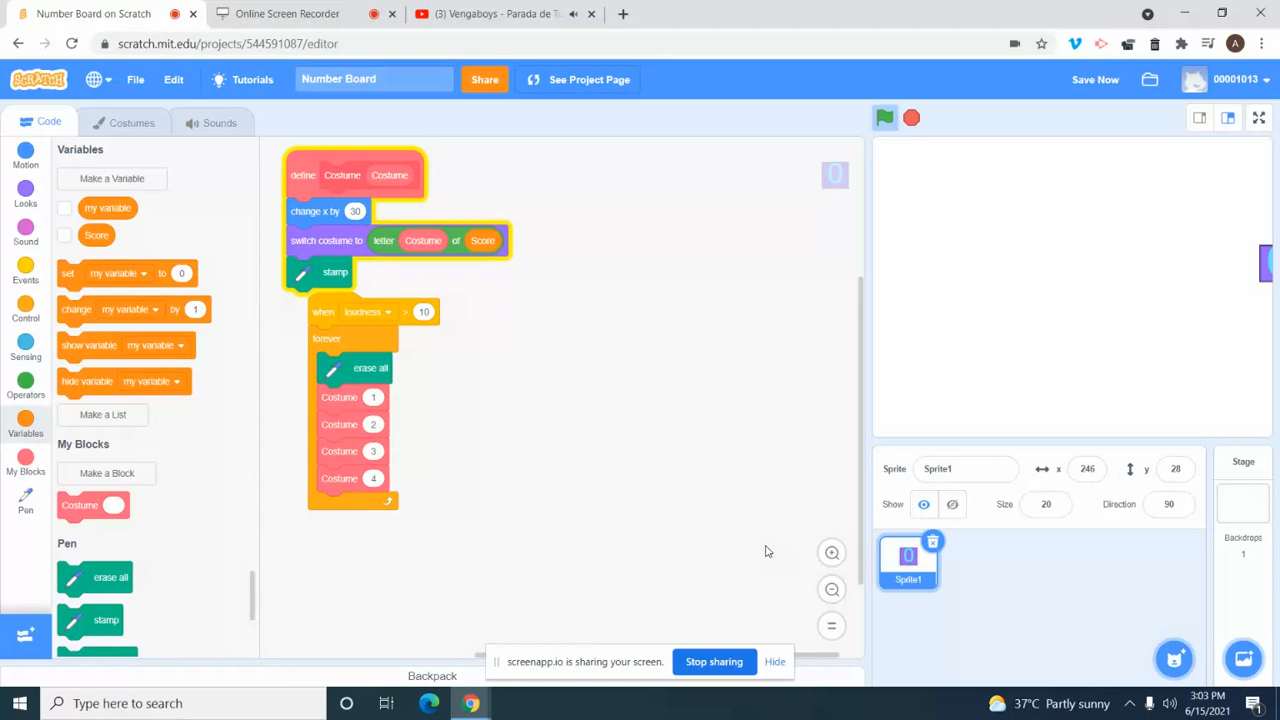 Number Board on Scratch
Online Screen Recorder
(3) Vengaboys - Parada de Te
scratch.mit.edu/projects/544591087/editor
A
SCRATCH
File
Edit
Tutorials
Number Board
Share
See Project Page
Save Now
00001013
Code
Costumes
Sounds
Motion
Looks
Sound
Events
Control
Sensing
Operators
Variables
My Blocks
Pen
Variables
Make a Variable
my variable
Score
set my variable to 0
change my variable by 1
show variable my variable
hide variable my variable
Make a List
My Blocks
Make a Block
Costume
Pen
erase all
stamp
define Costume Costume
change x by 30
switch costume to letter Costume of Score
stamp
when loudness > 10
forever
erase all
Costume 1
Costume 2
Costume 3
Costume 4
0
Sprite Sprite1 x 246 y 28
Show Size 20 Direction 90
0
Sprite1
Stage
Backdrops
1
screenapp.io is sharing your screen. Stop sharing Hide
Backpack
Type here to search
37°C Partly sunny
3:03 PM
6/15/2021
1